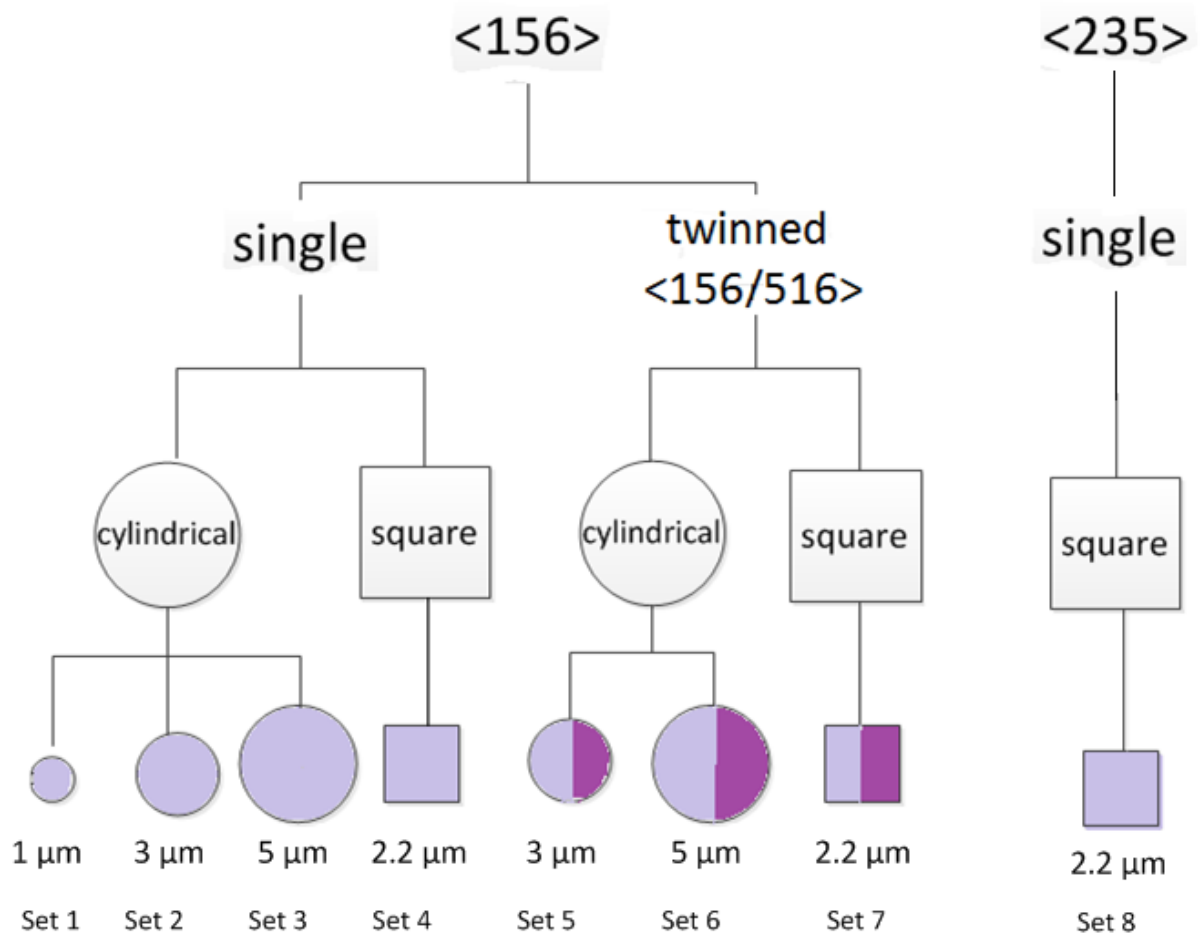 <156>
<235>
single
twinned
<156/516>
single
cylindrical
square
cylindrical
square
square
1 μm
3 μm
5 μm
2.2 μm
3 μm
5 μm
2.2 μm
2.2 μm
Set 1
Set 2
Set 3
Set 4
Set 5
Set 6
Set 7
Set 8